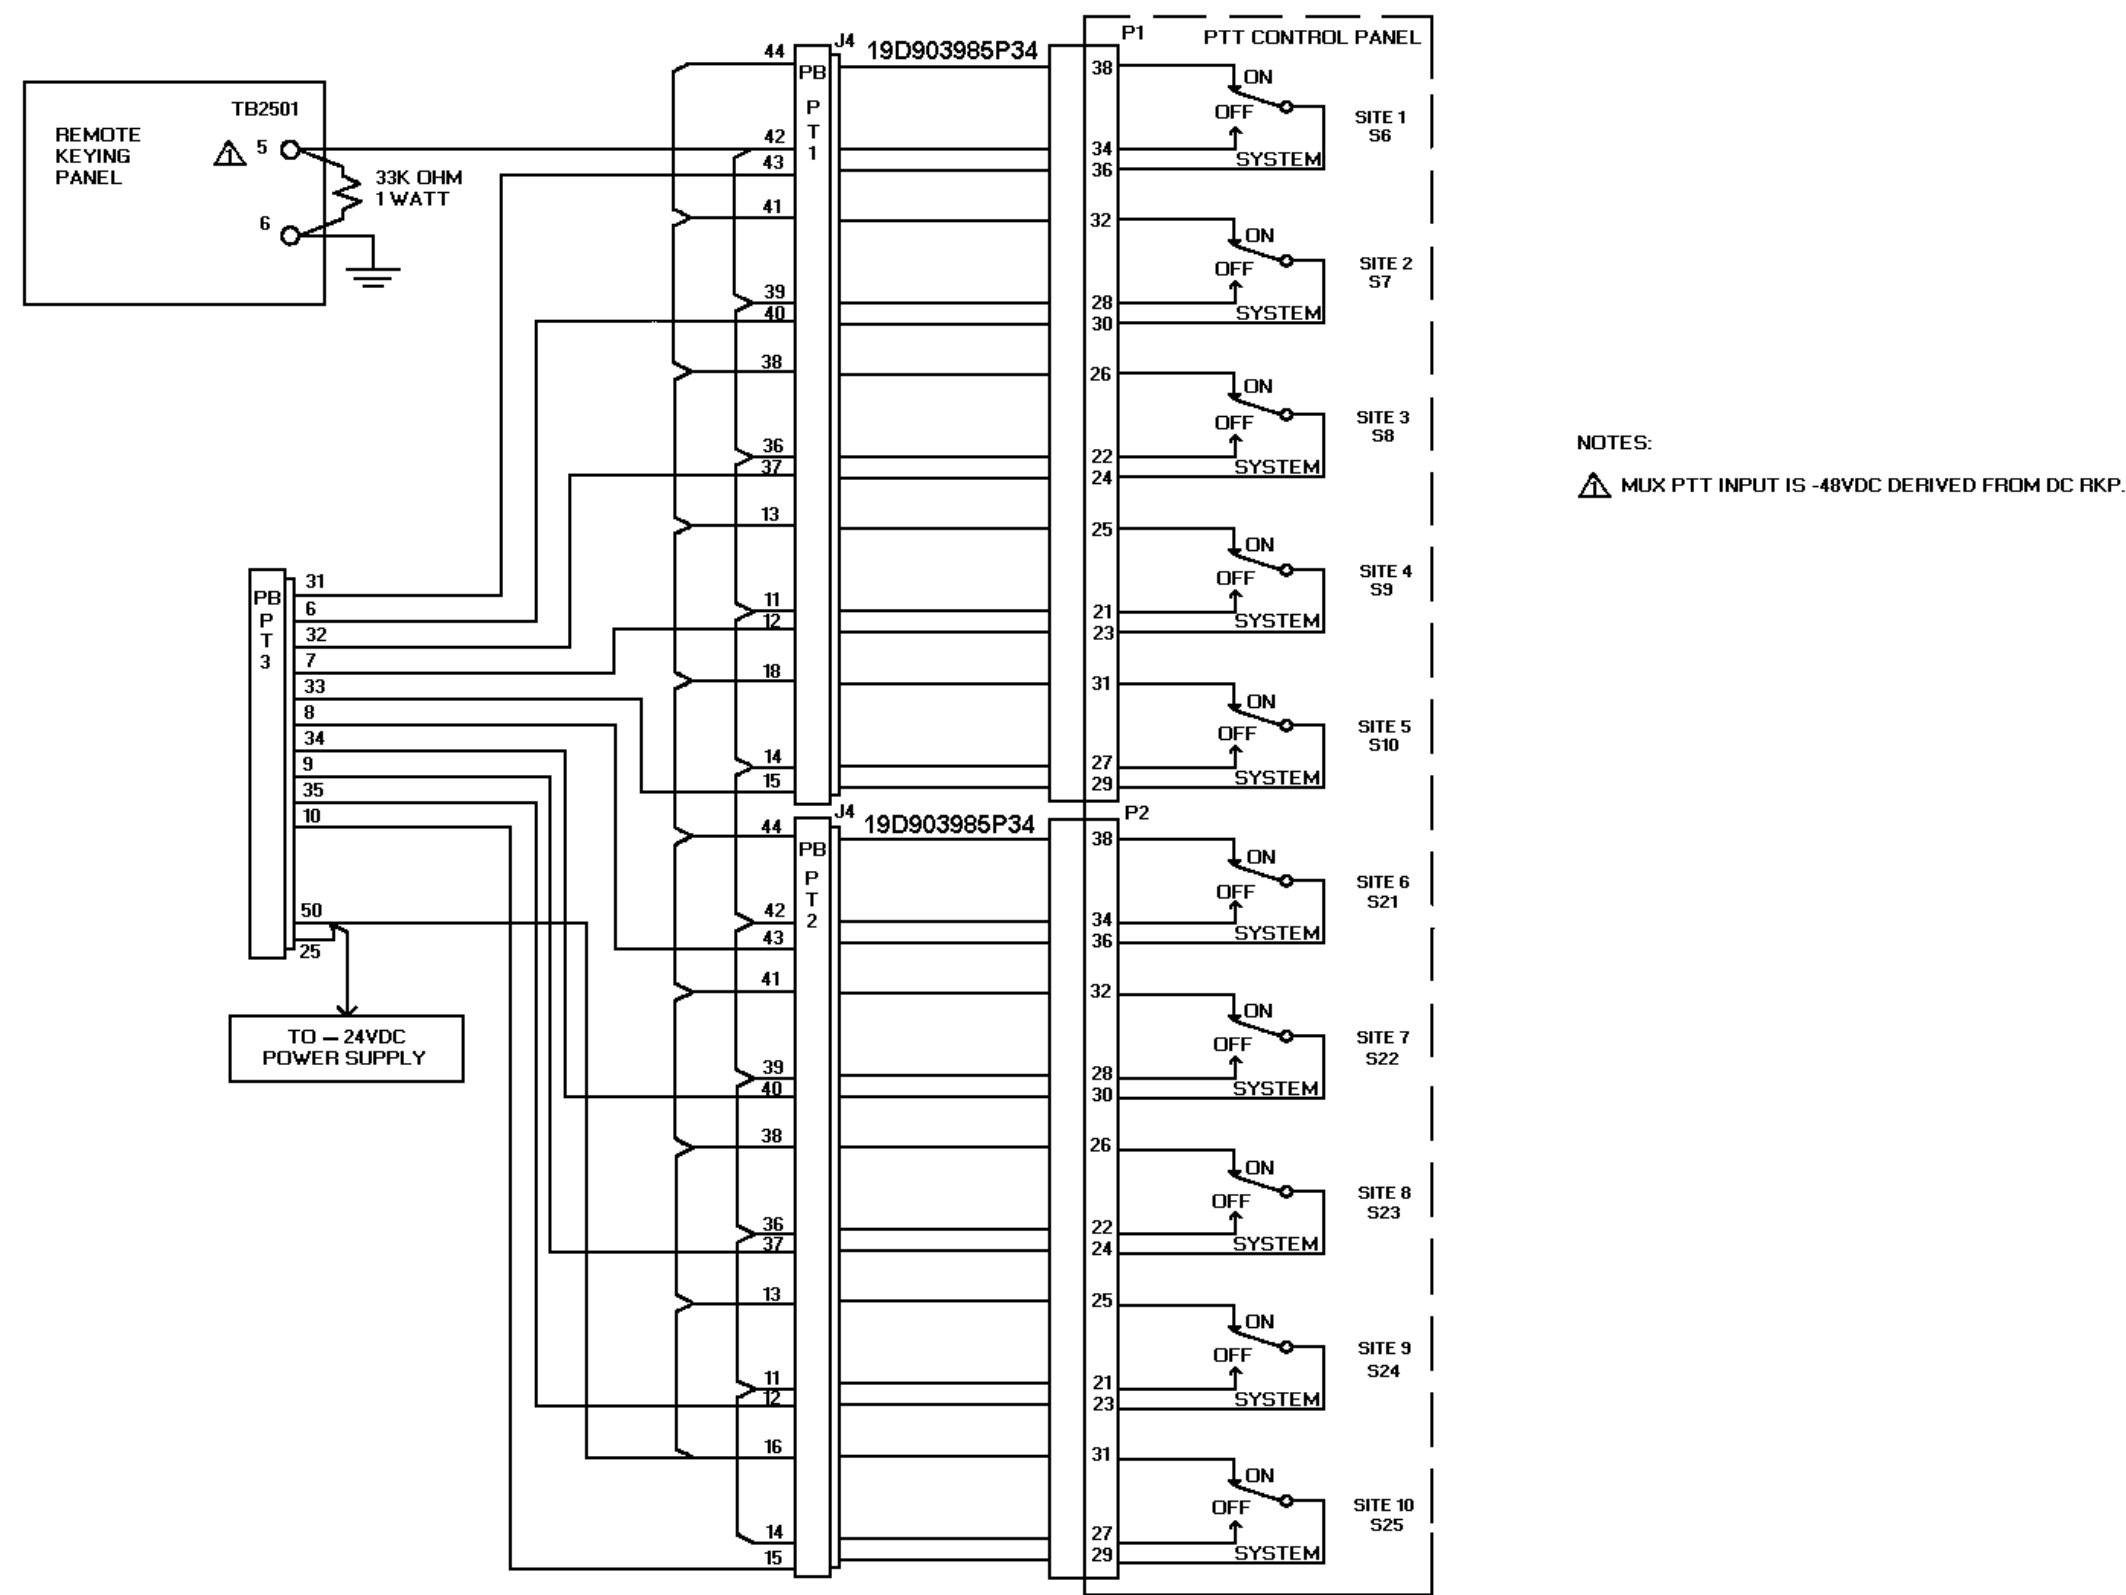 REMOTE
KEYING
PANEL
TB2501
5
6
1
33K OHM
1 WATT
PB
P
T
3
31
6
32
7
33
8
34
9
35
10
50
25
TO – 24VDC
POWER SUPPLY
J4
19D903985P34
PB
P
T
1
44
42
43
41
39
40
38
36
37
13
11
12
18
14
15
J4
19D903985P34
PB
P
T
2
44
42
43
41
39
40
38
36
37
13
11
12
16
14
15
PTT CONTROL PANEL
P1
38
34
36
ON
OFF
SYSTEM
SITE 1
S6
32
28
30
ON
OFF
SYSTEM
SITE 2
S7
26
22
24
ON
OFF
SYSTEM
SITE 3
S8
25
21
23
ON
OFF
SYSTEM
SITE 4
S9
31
27
29
ON
OFF
SYSTEM
SITE 5
S10
P2
38
34
36
ON
OFF
SYSTEM
SITE 6
S21
32
28
30
ON
OFF
SYSTEM
SITE 7
S22
26
22
24
ON
OFF
SYSTEM
SITE 8
S23
25
21
23
ON
OFF
SYSTEM
SITE 9
S24
31
27
29
ON
OFF
SYSTEM
SITE 10
S25
NOTES:
1 MUX PTT INPUT IS -48VDC DERIVED FROM DC RKP.